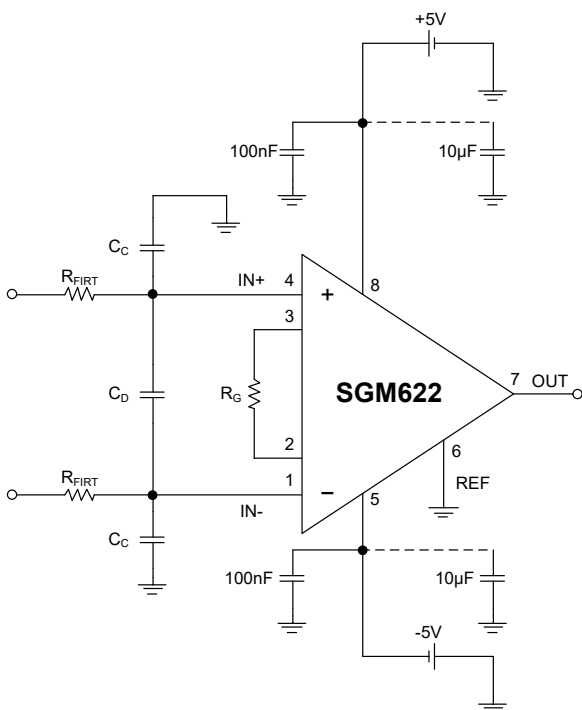 +5V
100nF
10µF
C_C
R_FIRT
IN+
4
+
8
3
C_D
R_G
SGM622
7
OUT
2
6
R_FIRT
1
REF
IN-
−
5
C_C
100nF
10µF
-5V